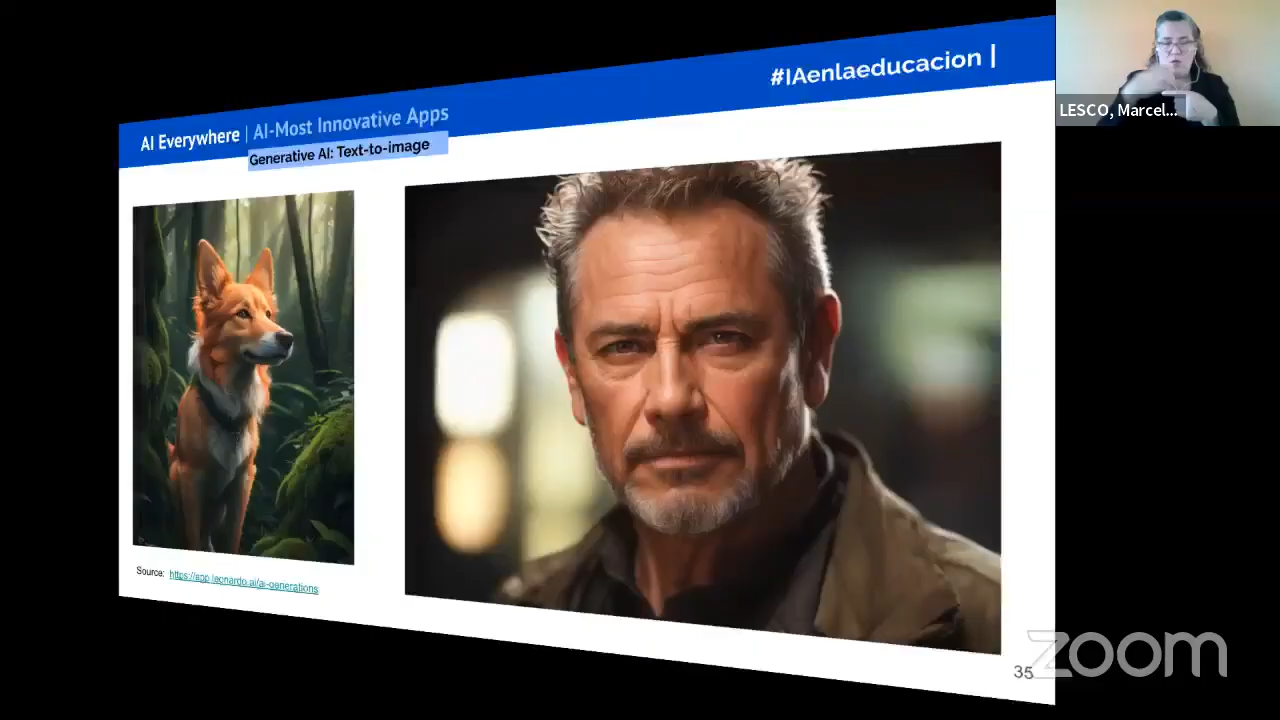 #IAenlaeducacion |
AI Everywhere | AI-Most Innovative Apps
Generative AI: Text-to-image
Source: https://app.leonardo.ai/ai-generations
35
LESCO, Marcel...
zoom